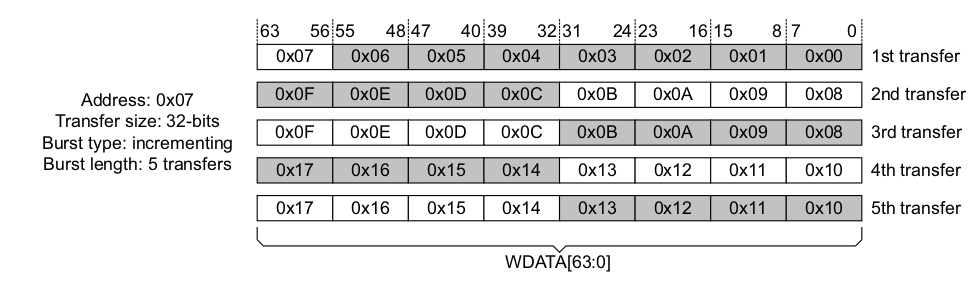 63 56 55 48 47 40 39 32 31 24 23 16 15 8 7 0
0x07 0x06 0x05 0x04 0x03 0x02 0x01 0x00 1st transfer
0x0F 0x0E 0x0D 0x0C 0x0B 0x0A 0x09 0x08 2nd transfer
0x0F 0x0E 0x0D 0x0C 0x0B 0x0A 0x09 0x08 3rd transfer
0x17 0x16 0x15 0x14 0x13 0x12 0x11 0x10 4th transfer
0x17 0x16 0x15 0x14 0x13 0x12 0x11 0x10 5th transfer
Address: 0x07
Transfer size: 32-bits
Burst type: incrementing
Burst length: 5 transfers
WDATA[63:0]